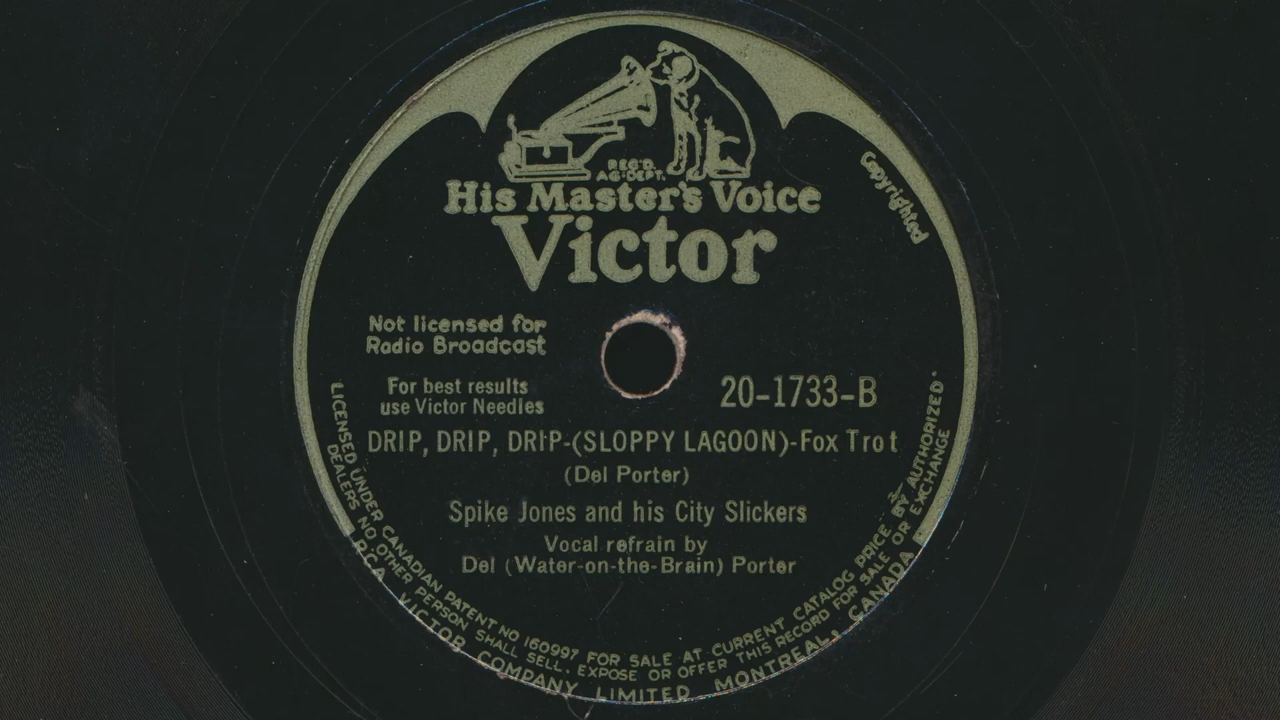 REG'D.
AG-DEPT.
His Master's Voice
Victor
Copyrighted
Not licensed for
Radio Broadcast
For best results
use Victor Needles
20-1733-B
DRIP, DRIP, DRIP-(SLOPPY LAGOON)-Fox Trot
(Del Porter)
Spike Jones and his City Slickers
Vocal refrain by
Del (Water-on-the-Brain) Porter
LICENSED UNDER CANADIAN PATENT NO 160997 FOR SALE AT CURRENT CATALOG PRICE BY AUTHORIZED
DEALERS NO OTHER PERSON SHALL SELL, EXPOSE OR OFFER THIS RECORD FOR SALE OR EXCHANGE
RCA VICTOR COMPANY LIMITED MONTREAL, CANADA